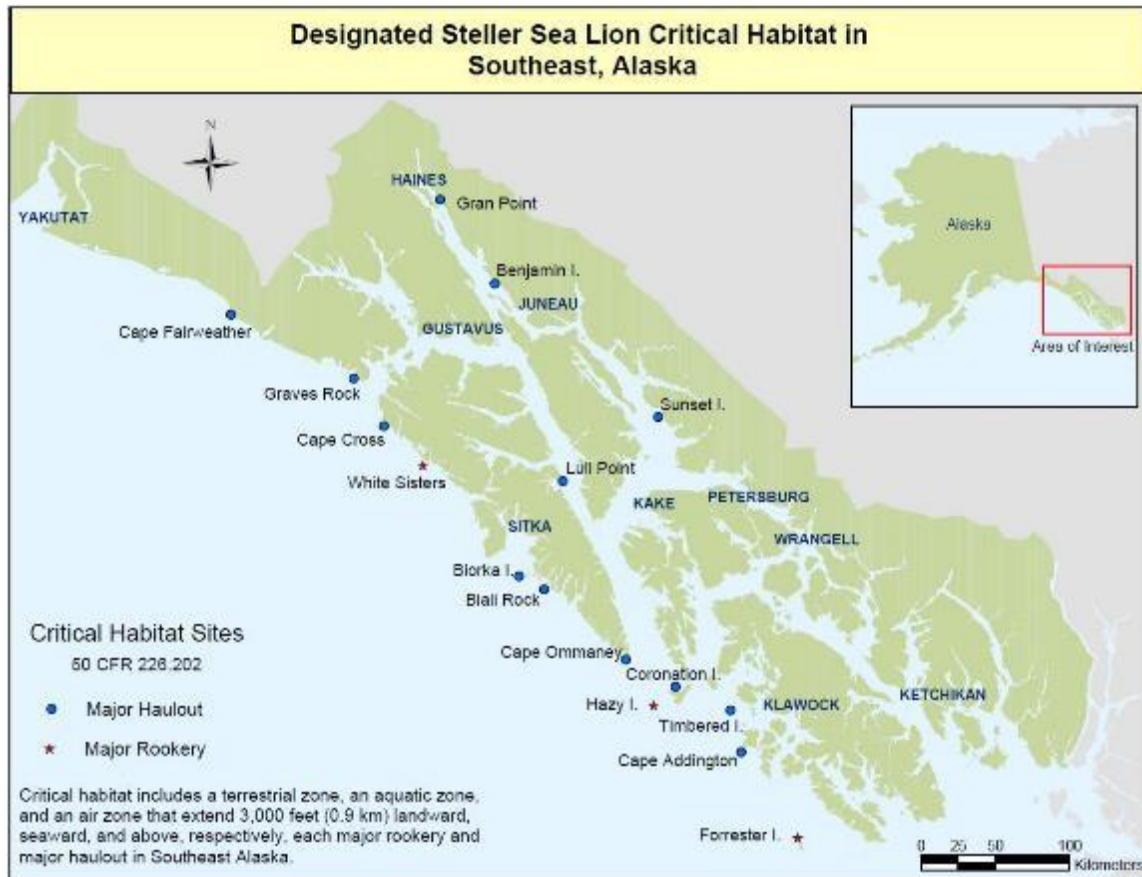 Designated Steller Sea Lion Critical Habitat in
Southeast, Alaska
N
HAINES
Gran Point
YAKUTAT
Alaska
Benjamin I.
JUNEAU
Cape Fairweather
GUSTAVUS
Area of Interest
Graves Rock
Sunset I.
Cape Cross
Lull Point
White Sisters
PETERSBURG
KAKE
SITKA
WRANGELL
Biorka I.
Biali Rock
Critical Habitat Sites
50 CFR 226.202
Cape Ommaney
Coronation I.
KETCHIKAN
Hazy I.
KLAWOCK
Major Haulout
Timbered I.
Major Rookery
Cape Addington
Critical habitat includes a terrestrial zone, an aquatic zone,
and an air zone that extend 3,000 feet (0.9 km) landward,
seaward, and above, respectively, each major rookery and
major haulout in Southeast Alaska.
Forrester I.
0 25 50 100
Kilometers